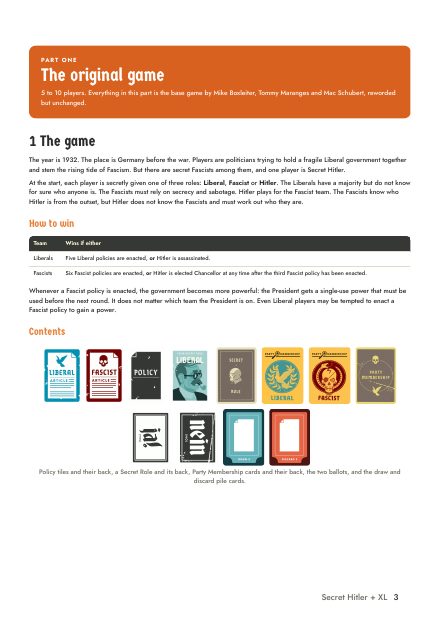 PART ONE
The original game
5 to 10 players. Everything in this part is the base game by Mike Boxleiter, Tommy Maranges and Mac Schubert, reworded
but unchanged.
1 The game
The year is 1932. The place is Germany before the war. Players are politicians trying to hold a fragile Liberal government together
and stem the rising tide of Fascism. But there are secret Fascists among them, and one player is Secret Hitler.
At the start, each player is secretly given one of three roles: Liberal, Fascist or Hitler. The Liberals have a majority but do not know
for sure who anyone is. The Fascists must rely on secrecy and sabotage. Hitler plays for the Fascist team. The Fascists know who
Hitler is from the outset, but Hitler does not know the Fascists and must work out who they are.
How to win
Team Wins if either
Liberals Five Liberal policies are enacted, or Hitler is assassinated.
Fascists Six Fascist policies are enacted, or Hitler is elected Chancellor at any time after the third Fascist policy has been enacted.
Whenever a Fascist policy is enacted, the government becomes more powerful: the President gets a single-use power that must be
used before the next round. It does not matter which team the President is on. Even Liberal players may be tempted to enact a
Fascist policy to gain a power.
Contents
LIBERAL
ARTICLE
FASCIST
ARTICLE
POLICY
LIBERAL
SECRET
ROLE
PARTY MEMBERSHIP
LIBERAL
PARTY MEMBERSHIP
FASCIST
PARTY
MEMBERSHIP
ja!
nein
Policy tiles and their back, a Secret Role and its back, Party Membership cards and their back, the two ballots, and the draw and
discard pile cards.
Secret Hitler + XL 3